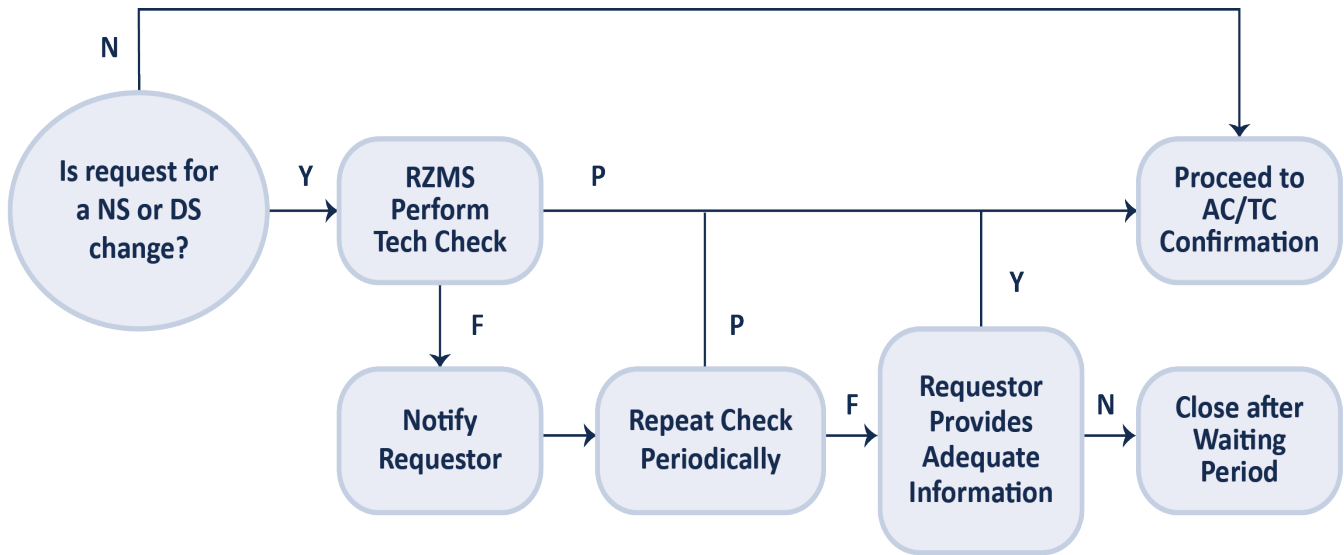 N
Is request for
a NS or DS
change?
Y
RZMS
Perform
Tech Check
P
Proceed to
AC/TC
Confirmation
F
P
Y
Notify
Requestor
Repeat Check
Periodically
F
Requestor
Provides
Adequate
Information
N
Close after
Waiting
Period